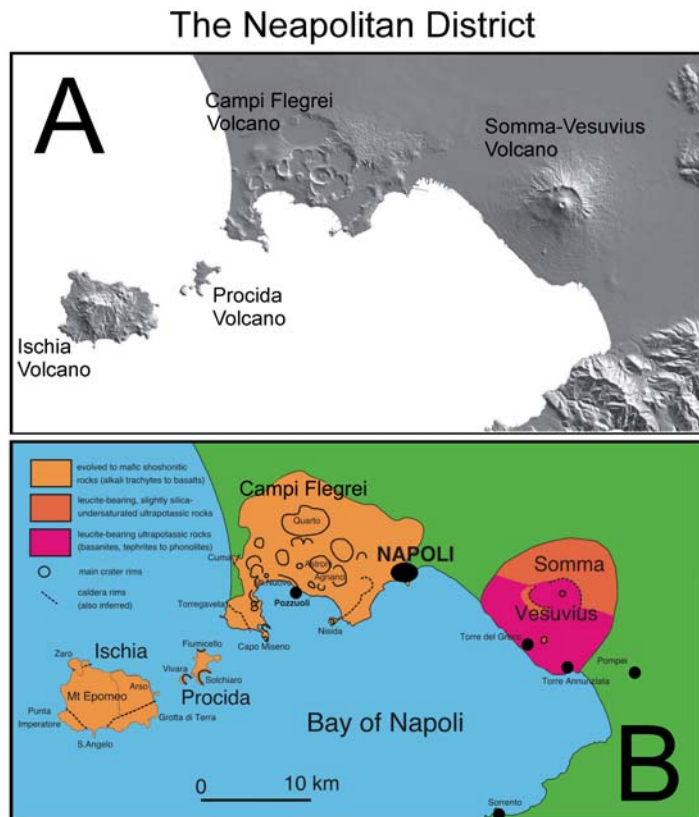 The Neapolitan District
A
Campi Flegrei
Volcano
Somma-Vesuvius
Volcano
Procida
Volcano
Ischia
Volcano
evolved to mafic shoshonitic
rocks (alkali trachytes to basalts)
leucite-bearing, slightly silica-
undersaturated ultrapotassic rocks
leucite-bearing ultrapotassic rocks
(basanites, tephrites to phonolites)
main crater rims
caldera rims
(also inferred)
Campi Flegrei
Quarto
Cuma
Astroni
Agnano
NAPOLI
M.Nuovo
Torregaveta
Pozzuoli
Nisida
Capo Miseno
Somma
Vesuvius
Torre del Greco
Pompei
Torre Annunziata
Ischia
Zaro
Fiumicello
Vivara
Solchiaro
Procida
Mt Epomeo
Arso
Punta
Imperatore
Grotta di Terra
S.Angelo
Bay of Napoli
0 10 km
Sorrento
B